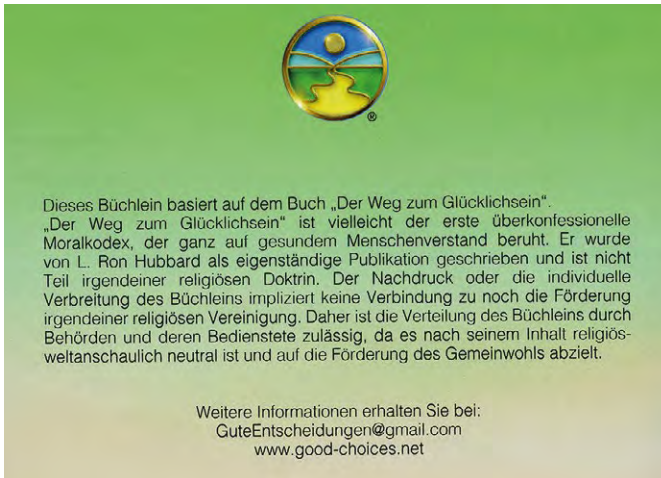 ®
Dieses Büchlein basiert auf dem Buch „Der Weg zum Glücklichsein“.
„Der Weg zum Glücklichsein“ ist vielleicht der erste überkonfessionelle
Moralkodex, der ganz auf gesundem Menschenverstand beruht. Er wurde
von L. Ron Hubbard als eigenständige Publikation geschrieben und ist nicht
Teil irgendeiner religiösen Doktrin. Der Nachdruck oder die individuelle
Verbreitung des Büchleins impliziert keine Verbindung zu noch die Förderung
irgendeiner religiösen Vereinigung. Daher ist die Verteilung des Büchleins durch
Behörden und deren Bedienstete zulässig, da es nach seinem Inhalt religiös-
weltanschaulich neutral ist und auf die Förderung des Gemeinwohls abzielt.
Weitere Informationen erhalten Sie bei:
GuteEntscheidungen@gmail.com
www.good-choices.net